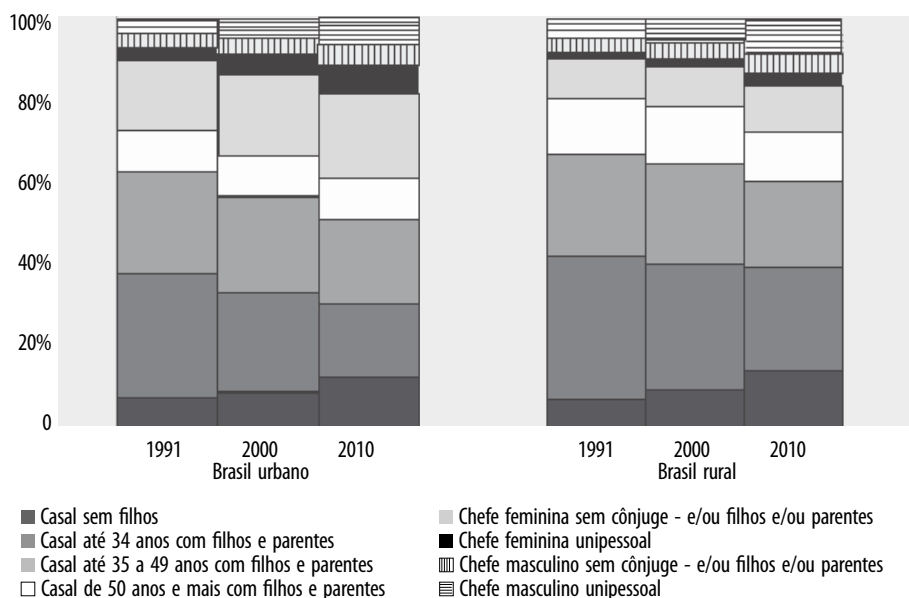 100%
80%
60%
40%
20%
0
1991 2000 2010
Brasil urbano
1991 2000 2010
Brasil rural
Casal sem filhos
Casal até 34 anos com filhos e parentes
Casal até 35 a 49 anos com filhos e parentes
Casal de 50 anos e mais com filhos e parentes
Chefe feminina sem cônjuge - e/ou filhos e/ou parentes
Chefe feminina unipessoal
Chefe masculino sem cônjuge - e/ou filhos e/ou parentes
Chefe masculino unipessoal